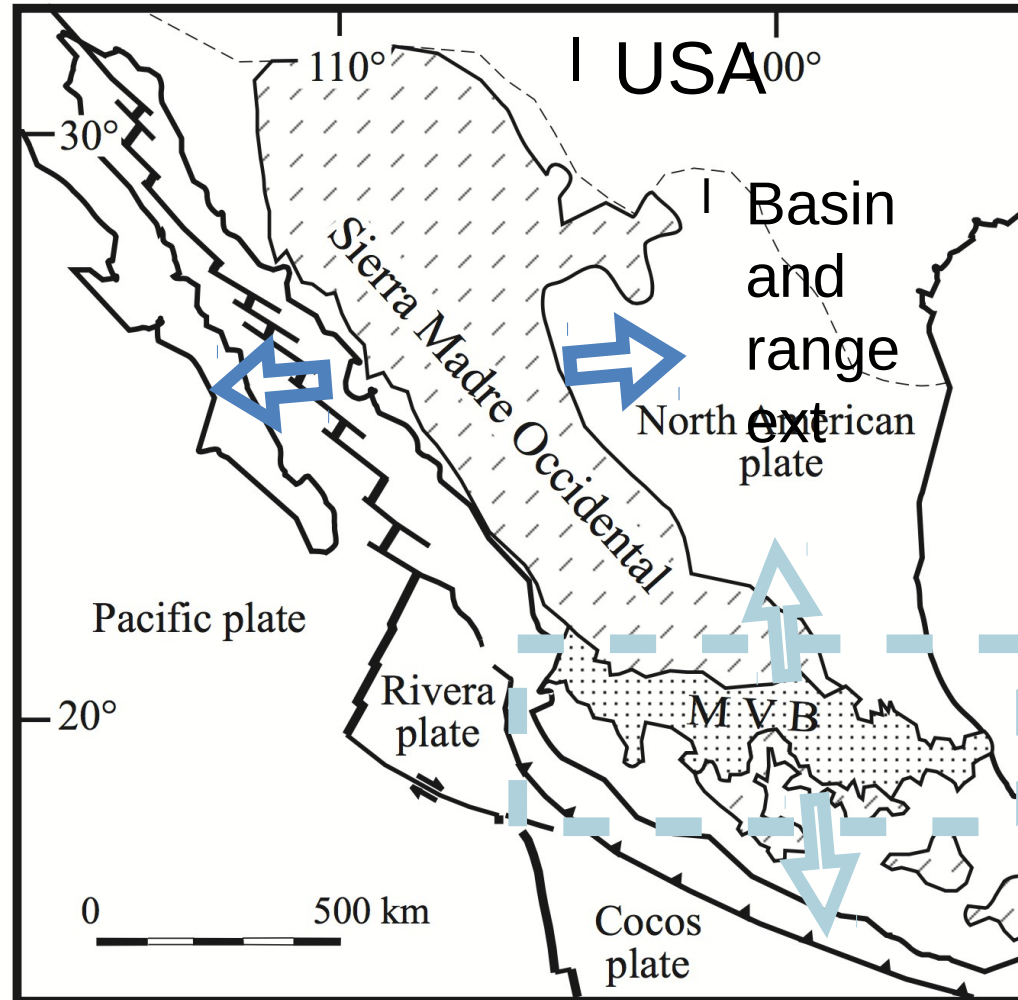 110°
USA
100°
30°
Basin
and
range
ext
Sierra Madre Occidental
North American
plate
Pacific plate
Rivera
plate
20°
M V B
0 500 km
Cocos
plate